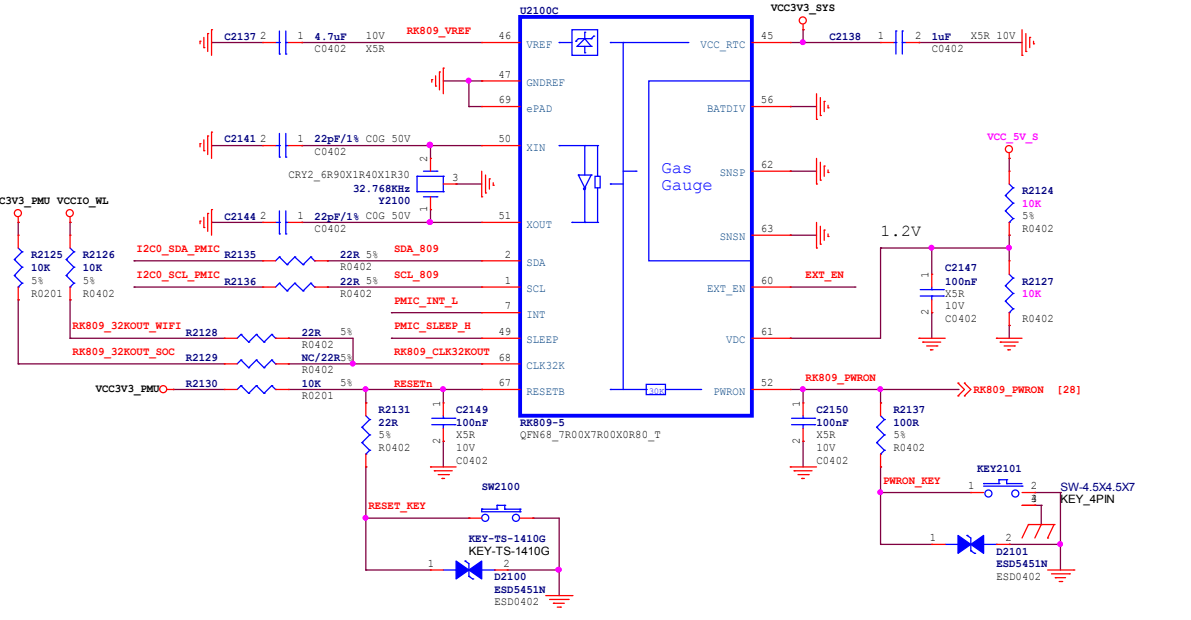 U2100C
VCC3V3_SYS
C2137 2 1 4.7uF 10V RK809_VREF 46 VREF
C0402 X5R
VCC_RTC 45 C2138 1 2 1uF X5R 10V
C0402
47 GNDREF
69 ePAD
BATDIV 56
C2141 2 1 22pF/1% C0G 50V 50 XIN
C0402
VCC_5V_S
2
CRY2_6R90X1R40X1R30
32.768KHz 3
Y2100
1
Gas
Gauge
SNSP 62
R2124
10K
5%
R0402
C3V3_PMU VCCIO_WL
C2144 2 1 22pF/1% C0G 50V 51 XOUT
C0402
SNSN 63
1.2V
I2C0_SDA_PMIC R2135 22R 5% SDA_809 2 SDA
R0402
I2C0_SCL_PMIC R2136 22R 5% SCL_809 1 SCL
R0402
R2125
10K
5%
R0201
R2126
10K
5%
R0402
EXT_EN 60 EXT_EN
1
C2147
100nF
X5R
10V
2 C0402
R2127
10K
R0402
PMIC_INT_L 7 INT
RK809_32KOUT_WIFI R2128 22R 5% PMIC_SLEEP_H 49 SLEEP
R0402
VDC 61
RK809_32KOUT_SOC R2129 NC/22R 5% RK809_CLK32KOUT 68 CLK32K
R0402
VCC3V3_PMU R2130 10K 5% RESETn 67 RESETB
R0201
30K PWRON 52 RK809_PWRON
RK809_PWRON [28]
R2131
22R
5%
R0402
1
C2149
100nF
X5R
10V
2
C0402
RK809-5
QFN68_7R00X7R00X0R80_T
1
C2150
100nF
X5R
10V
2
C0402
R2137
100R
5%
R0402
KEY2101
PWRON_KEY 1 2 SW-4.5X4.5X7
KEY_4PIN
RESET_KEY SW2100
KEY-TS-1410G
KEY-TS-1410G
1 2
D2100
ESD5451N
ESD0402
1 2
D2101
ESD5451N
ESD0402